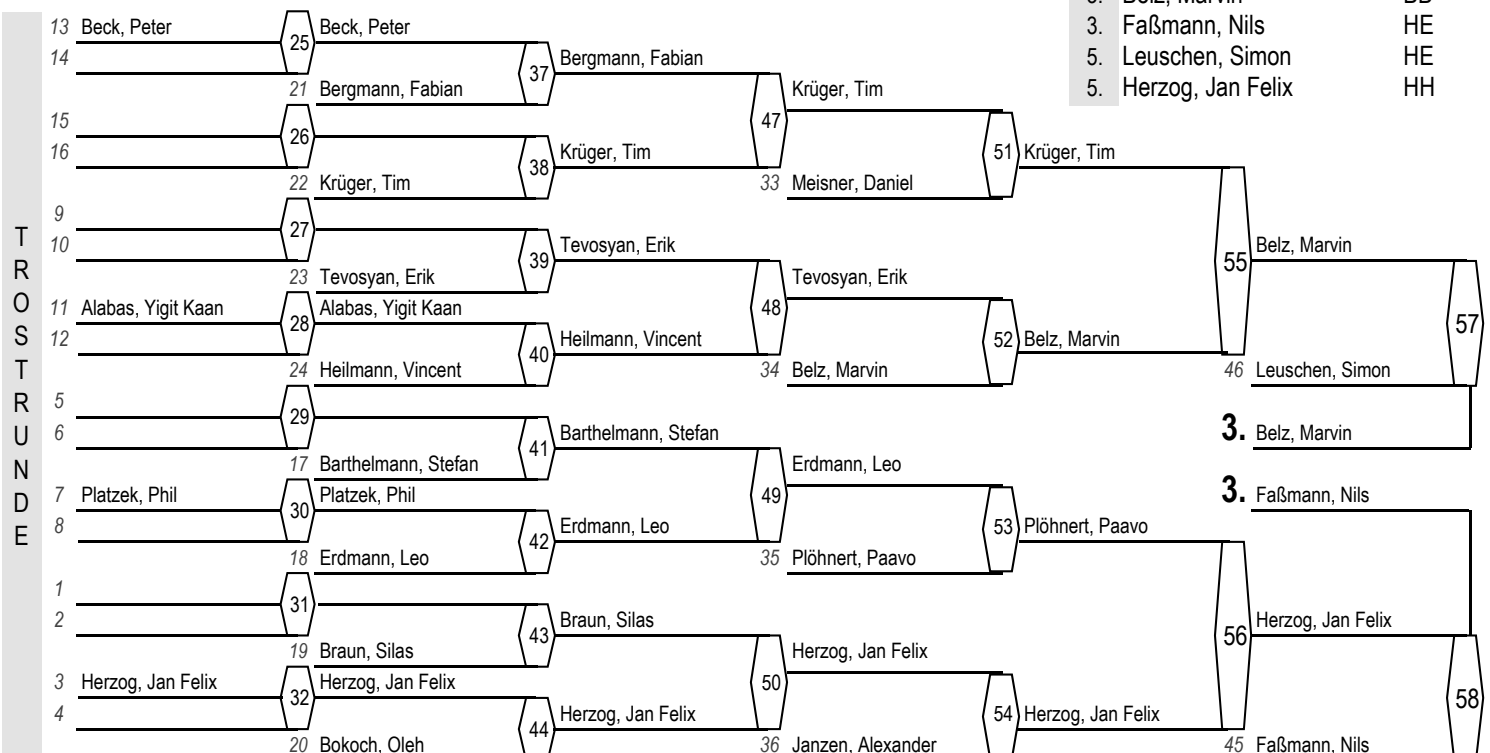 3. Belz, Marvin
13 Beck, Peter 25 Beck, Peter 3. Faßmann, Nils HE
14 37 Bergmann, Fabian 5. Leuschen, Simon HE
21 Bergmann, Fabian Krüger, Tim 5. Herzog, Jan Felix HH
15 47
16 26 38 Krüger, Tim 51 Krüger, Tim
22 Krüger, Tim 33 Meisner, Daniel
9 27
10 39 Tevosyan, Erik 55 Belz, Marvin
23 Tevosyan, Erik Tevosyan, Erik
11 Alabas, Yigit Kaan 28 Alabas, Yigit Kaan 48 57
12 40 Heilmann, Vincent 52 Belz, Marvin
24 Heilmann, Vincent 34 Belz, Marvin 46 Leuschen, Simon
5 29
6 41 Barthelmann, Stefan 3. Belz, Marvin
17 Barthelmann, Stefan Erdmann, Leo
7 Platzek, Phil 30 Platzek, Phil 49 3. Faßmann, Nils
8 42 Erdmann, Leo 53 Plöhnert, Paavo
18 Erdmann, Leo 35 Plöhnert, Paavo
1 31
2 43 Braun, Silas 56 Herzog, Jan Felix
19 Braun, Silas Herzog, Jan Felix
3 Herzog, Jan Felix 32 Herzog, Jan Felix 50 58
4 44 Herzog, Jan Felix 54 Herzog, Jan Felix
20 Bokoch, Oleh 36 Janzen, Alexander 45 Faßmann, Nils
TROSTRUNDE